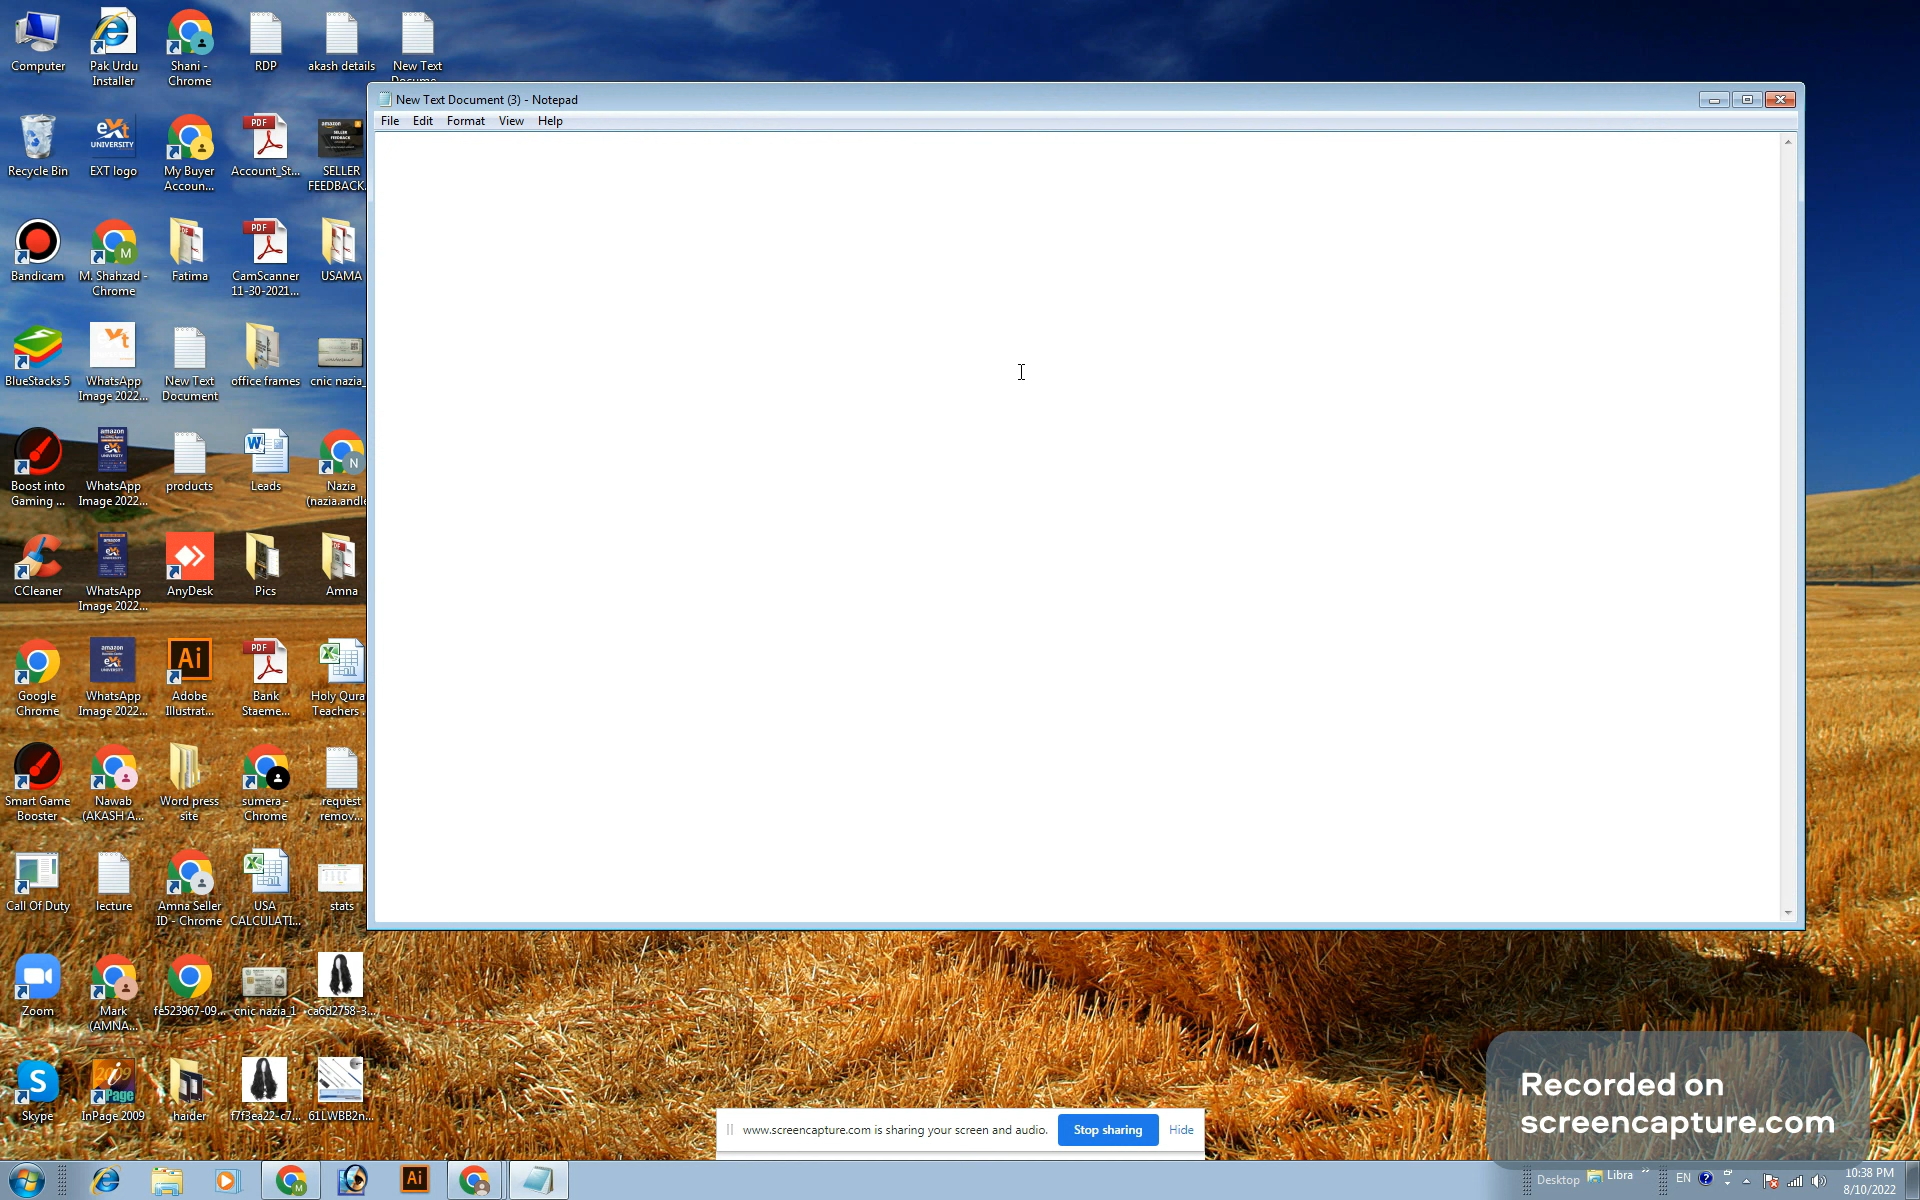 Computer
Pak Urdu
Installer
Shani -
Chrome
RDP
akash details
New Text
Docume...
New Text Document (3) - Notepad
File Edit Format View Help
Recycle Bin
EXT logo
My Buyer
Accoun...
Account_St...
SELLER
FEEDBACK.
Bandicam
M. Shahzad -
Chrome
Fatima
CamScanner
11-30-2021...
USAMA
BlueStacks 5
WhatsApp
Image 2022...
New Text
Document
office frames
cnic nazia_
Boost into
Gaming ...
WhatsApp
Image 2022...
products
Leads
Nazia
(nazia.andle
CCleaner
WhatsApp
Image 2022...
AnyDesk
Pics
Amna
Google
Chrome
WhatsApp
Image 2022...
Adobe
Illustrat...
Bank
Staeme...
Holy Qura
Teachers .
Smart Game
Booster
Nawab
(AKASH A...
Word press
site
sumera -
Chrome
request
remov...
Call Of Duty
lecture
Amna Seller
ID - Chrome
USA
CALCULATI...
stats
Zoom
Mark
(AMNA...
fe523967-09...
cnic nazia_1
ca6d2758-3...
Skype
InPage 2009
haider
f7f3ea22-c7...
61LWBB2n...
www.screencapture.com is sharing your screen and audio. Stop sharing Hide
Recorded on
screencapture.com
Desktop Libra EN
10:38 PM
8/10/2022